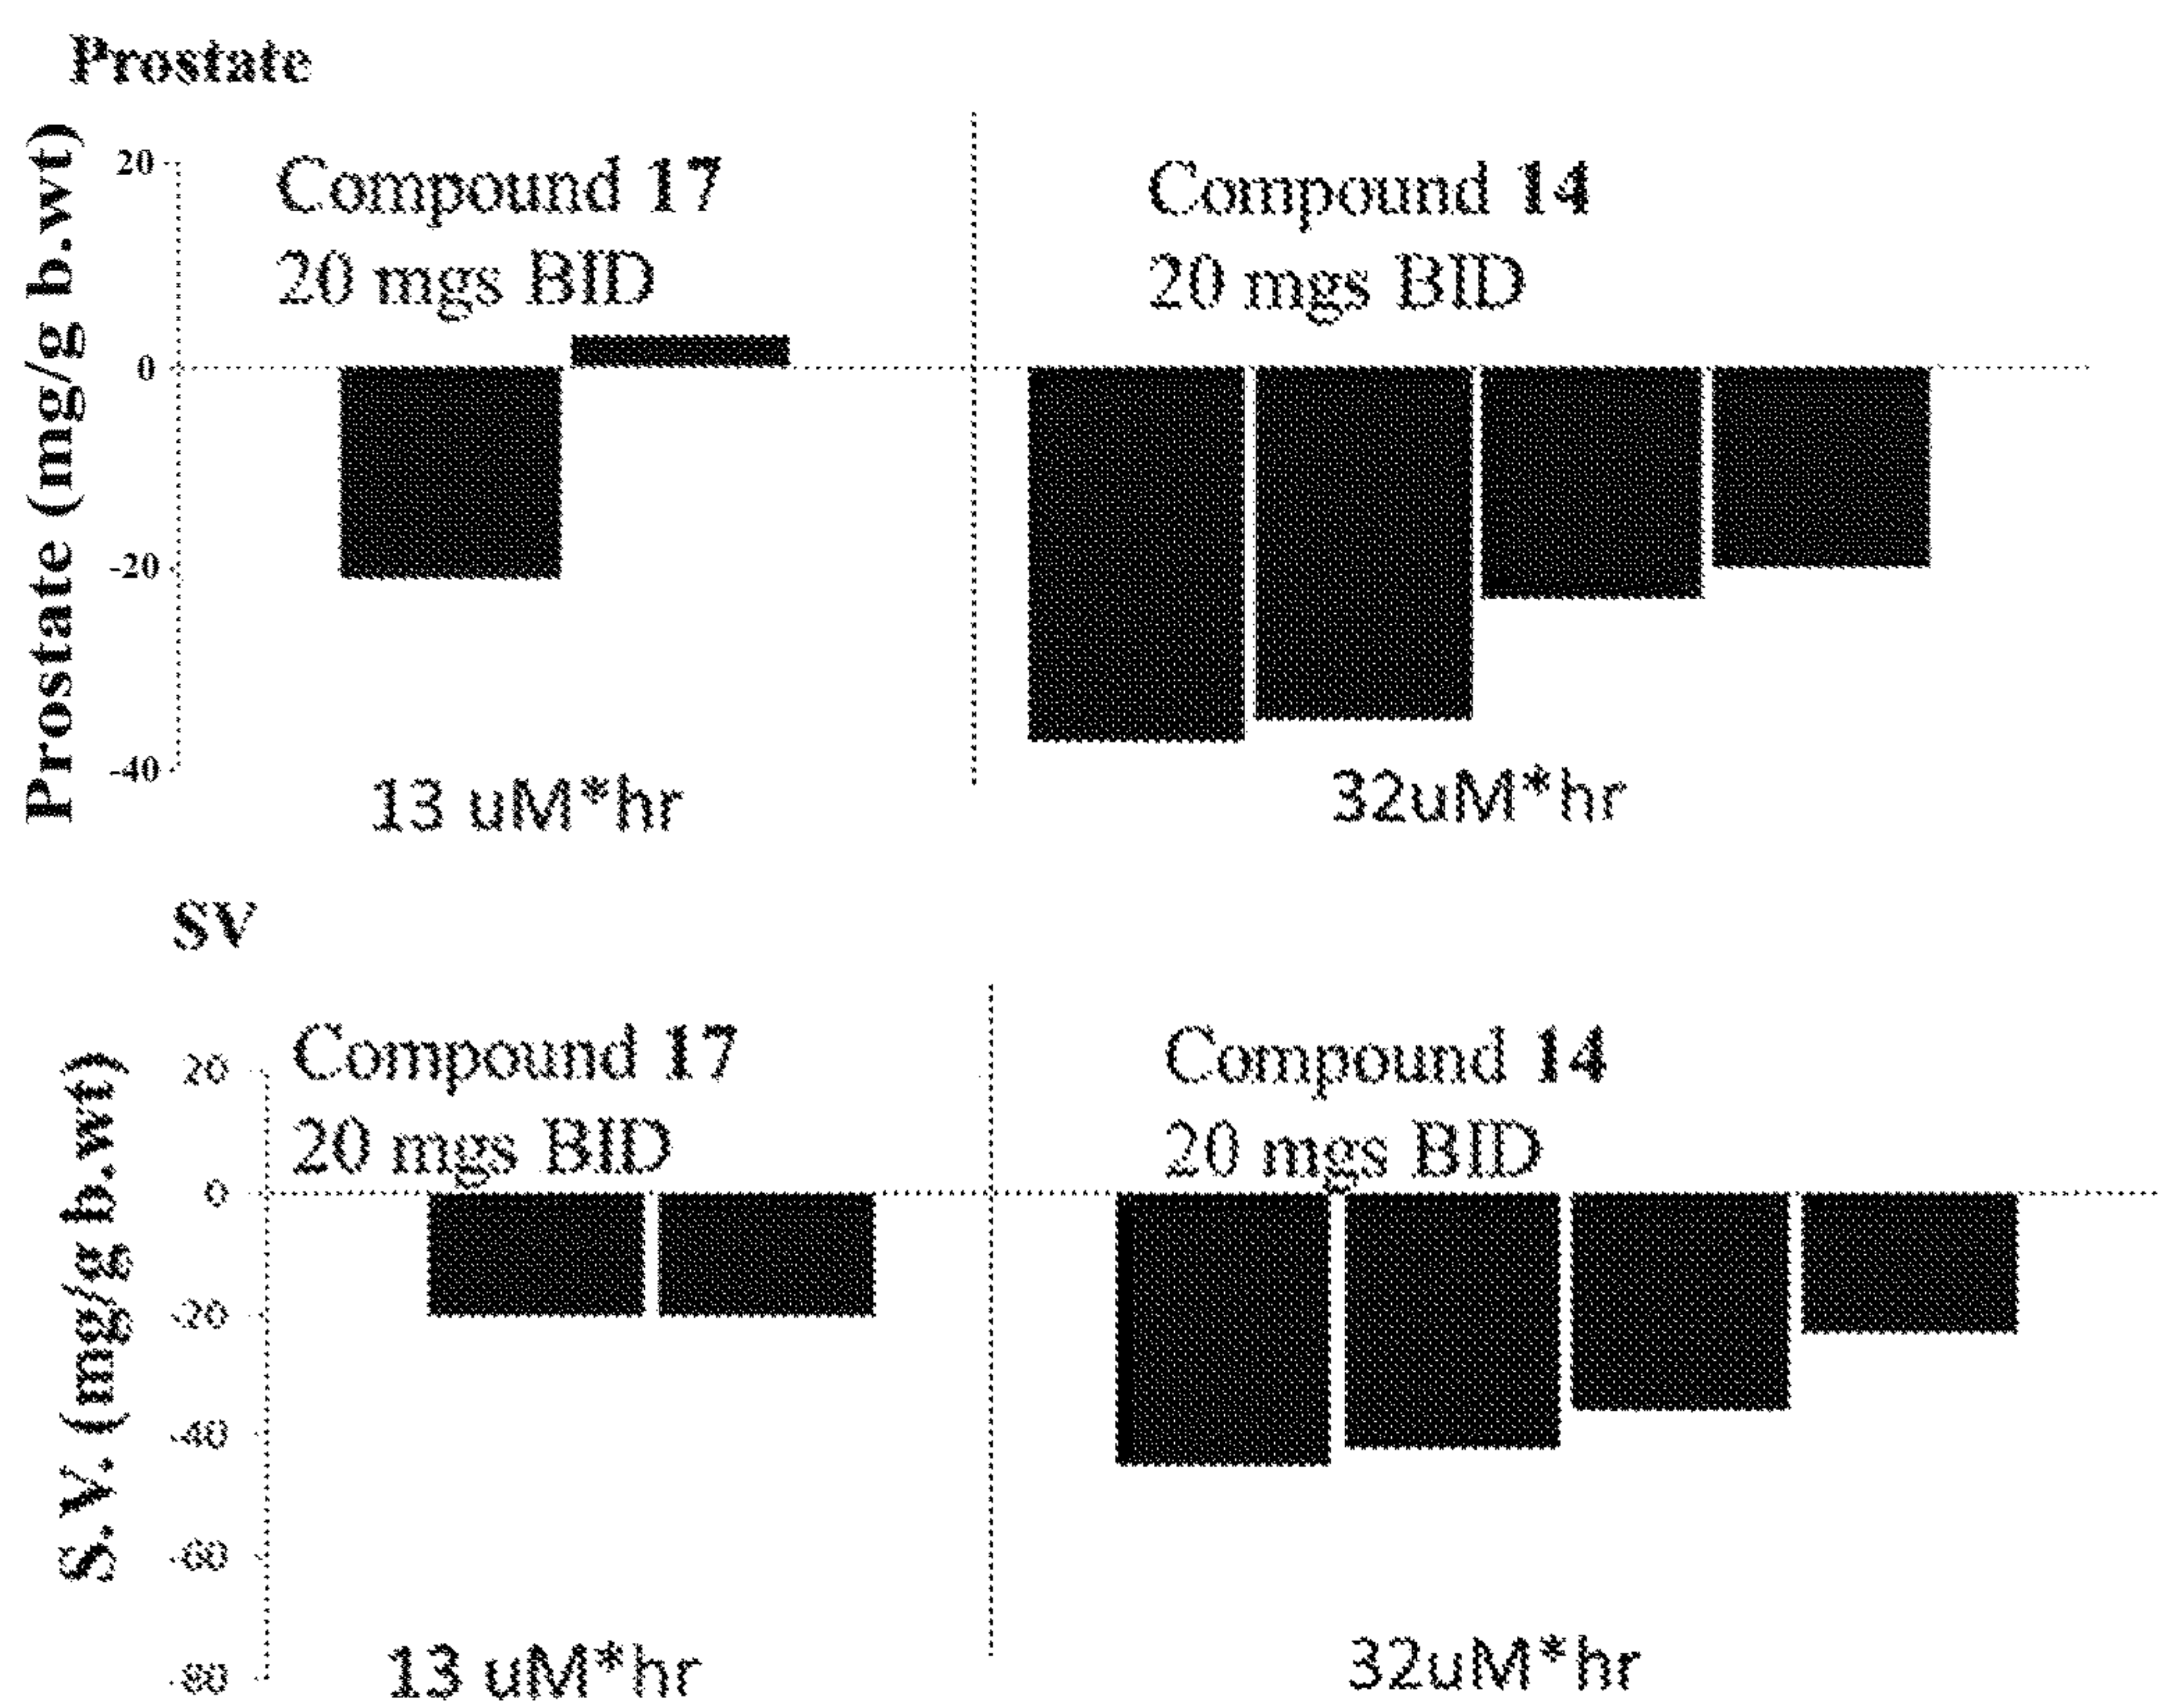 Prostate
Prostate (mg/g b.wt)
20
0
-20
-40
Compound 17
20 mgs BID
Compound 14
20 mgs BID
13 uM*hr
32uM*hr
SV
S.V. (mg/g b.wt)
20
0
-20
-40
-60
-80
Compound 17
20 mgs BID
Compound 14
20 mgs BID
13 uM*hr
32uM*hr